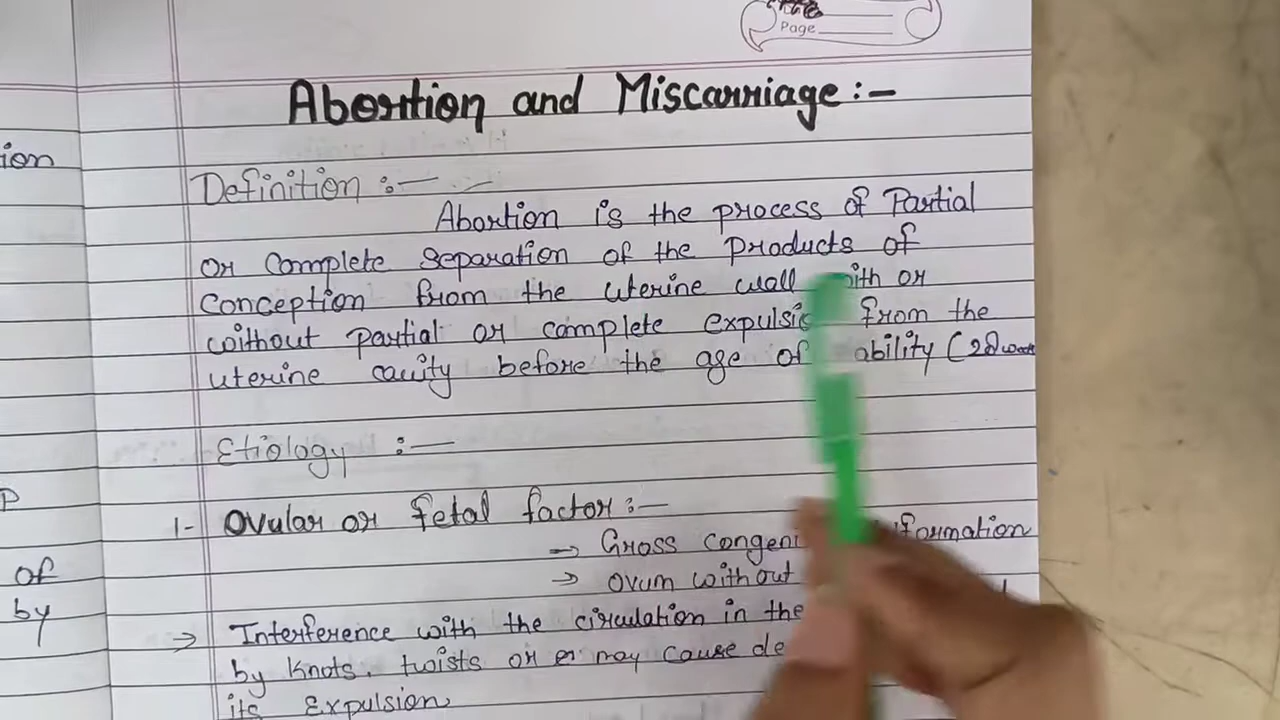 Page
Abortion and Miscarriage :-
ion
Definition :-
Abortion is the process of Partial
or complete separation of the products of
conception from the uterine wall with or
without partial or complete from the
uterine cavity before the age of (28 week
Etiology :-
1- Ovular or fetal factor :-
→ Gross
→ Ovum without
→ Interference with the circulation in the
by knots, twists or may cause
its Expulsion,
P
of
by